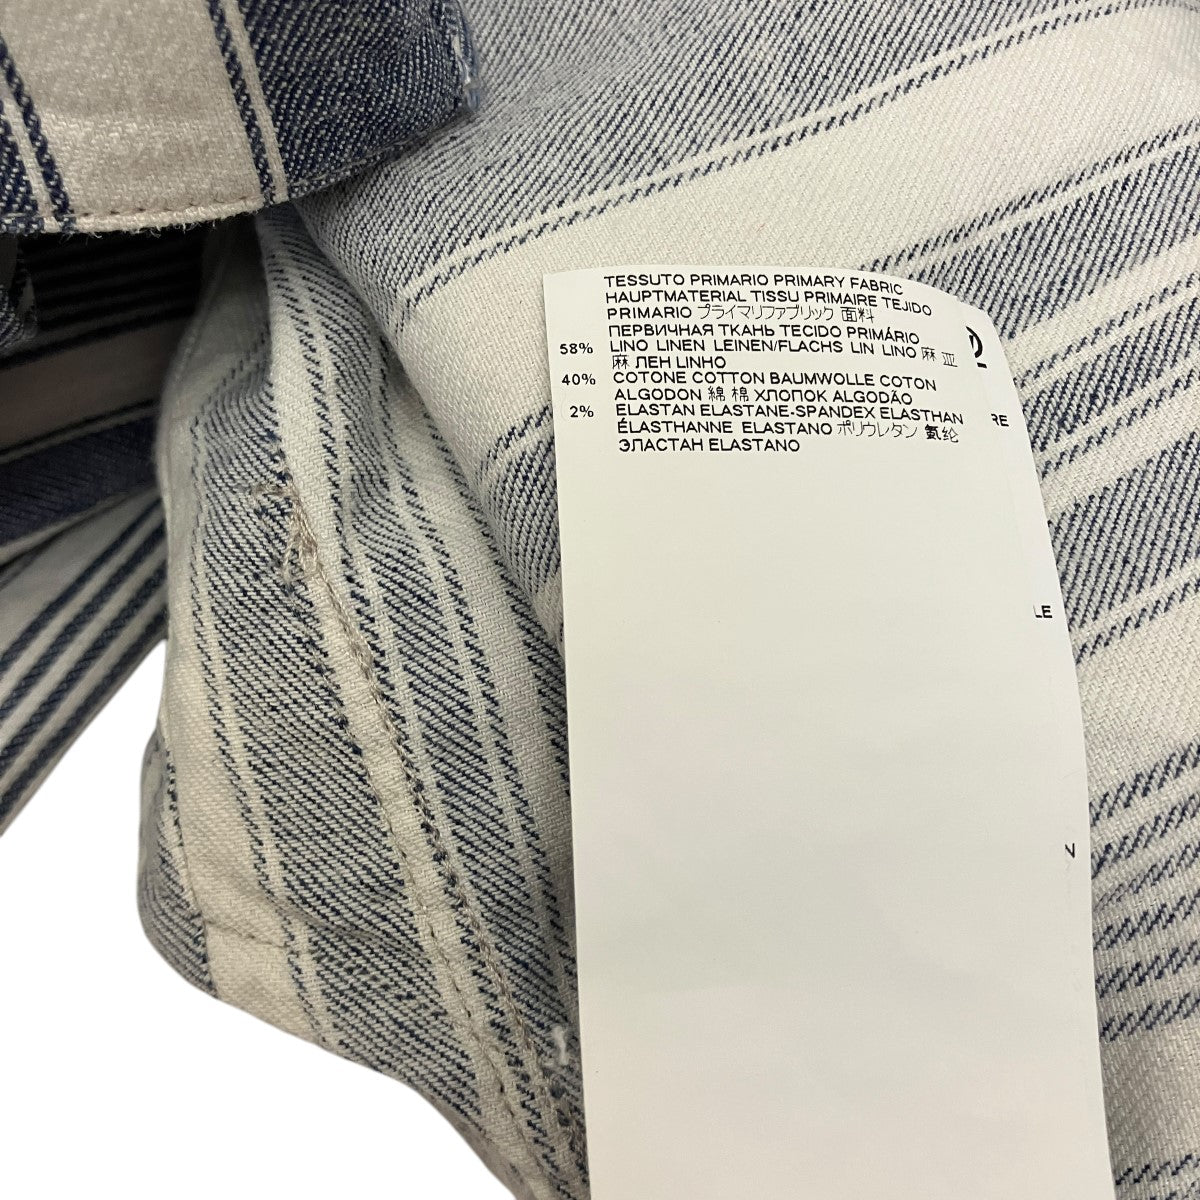 TESSUTO PRIMARIO PRIMARY FABRIC
HAUPTMATERIAL TISSU PRIMAIRE TEJIDO
PRIMARIO プライマリファブリック 面料
ПЕРВИЧНАЯ ТКАНЬ TECIDO PRIMÁRIO
58% LINO LINEN LEINEN/FLACHS LIN LINO 麻 亚
麻 ЛЕН LINHO
40% COTONE COTTON BAUMWOLLE COTON
ALGODON 綿 棉 ХЛОПОК ALGODÃO
2% ELASTAN ELASTANE-SPANDEX ELASTHAN
ÉLASTHANNE ELASTANO ポリウレタン 氨纶
ЭЛАСТАН ELASTANO
RE
LE